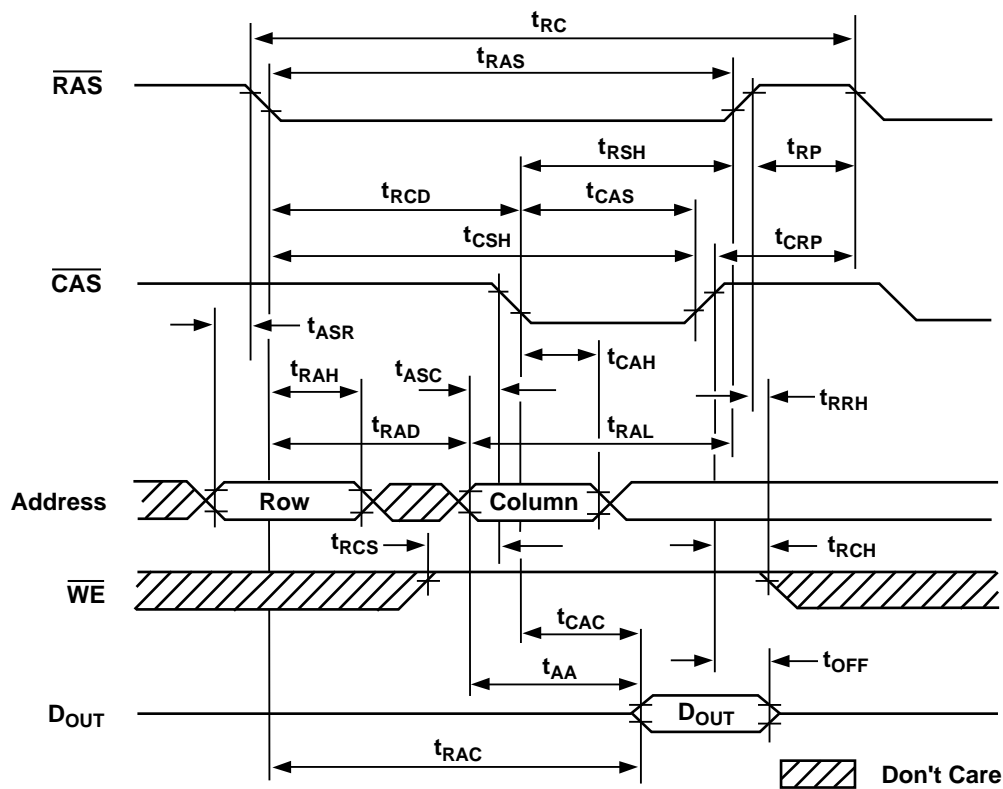 tRC
tRAS
RAS
tRSH
tRP
tRCD
tCAS
tCSH
tCRP
CAS
tASR
tCAH
tRAH
tASC
tRRH
tRAD
tRAL
Address
Row
Column
tRCS
tRCH
WE
tCAC
tAA
tOFF
DOUT
DOUT
tRAC
Don't Care